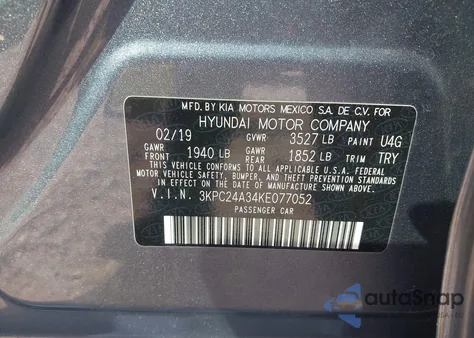 MFD.BY KIA MOTORS MEXICO S.A. DE C.V. FOR
HYUNDAI MOTOR COMPANY
02/19 GVWR 3527 LB PAINT U4G
GAWR FRONT 1940 LB GAWR REAR 1852 LB TRIM TRY
THIS VEHICLE CONFORMS TO ALL APPLICABLE U.S.A. FEDERAL
MOTOR VEHICLE SAFETY, BUMPER, AND THEFT PREVENTION
STANDARDS IN EFFECT ON THE DATE OF MANUFACTURE SHOWN ABOVE.
V.I.N. 3KPC24A34KE077052
PASSENGER CAR
autoSnap